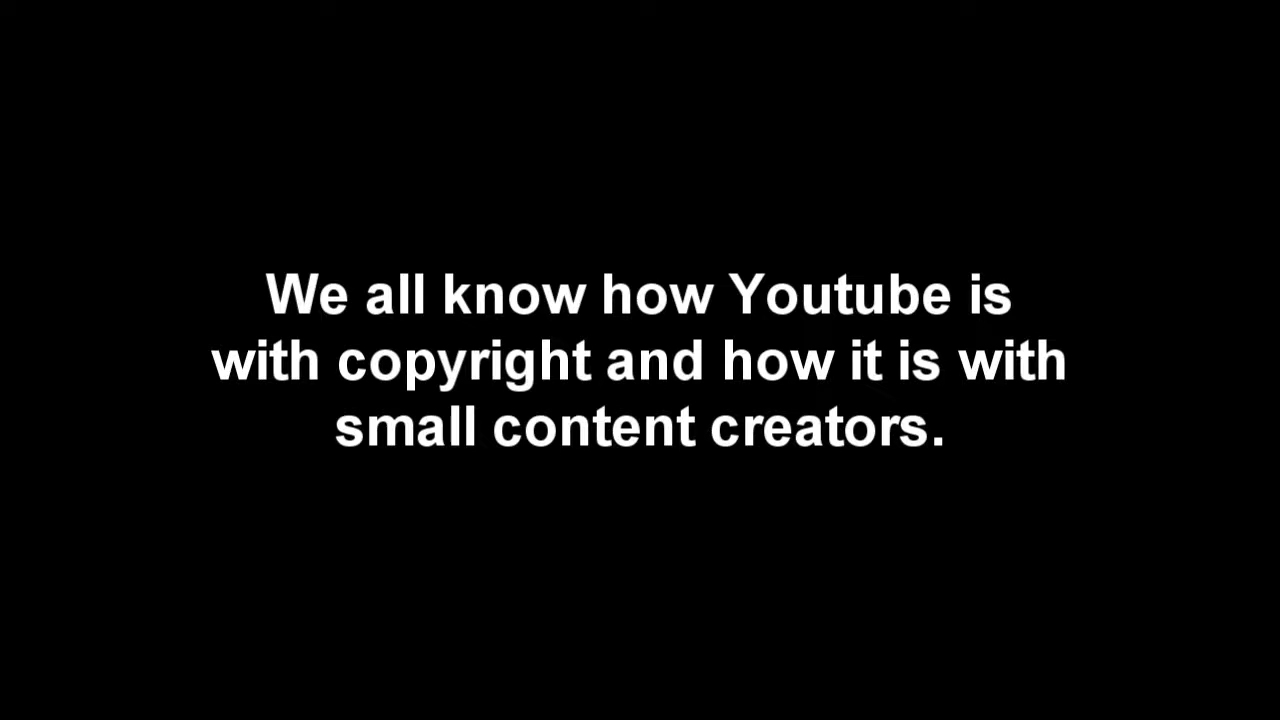 We all know how Youtube is
with copyright and how it is with
small content creators.